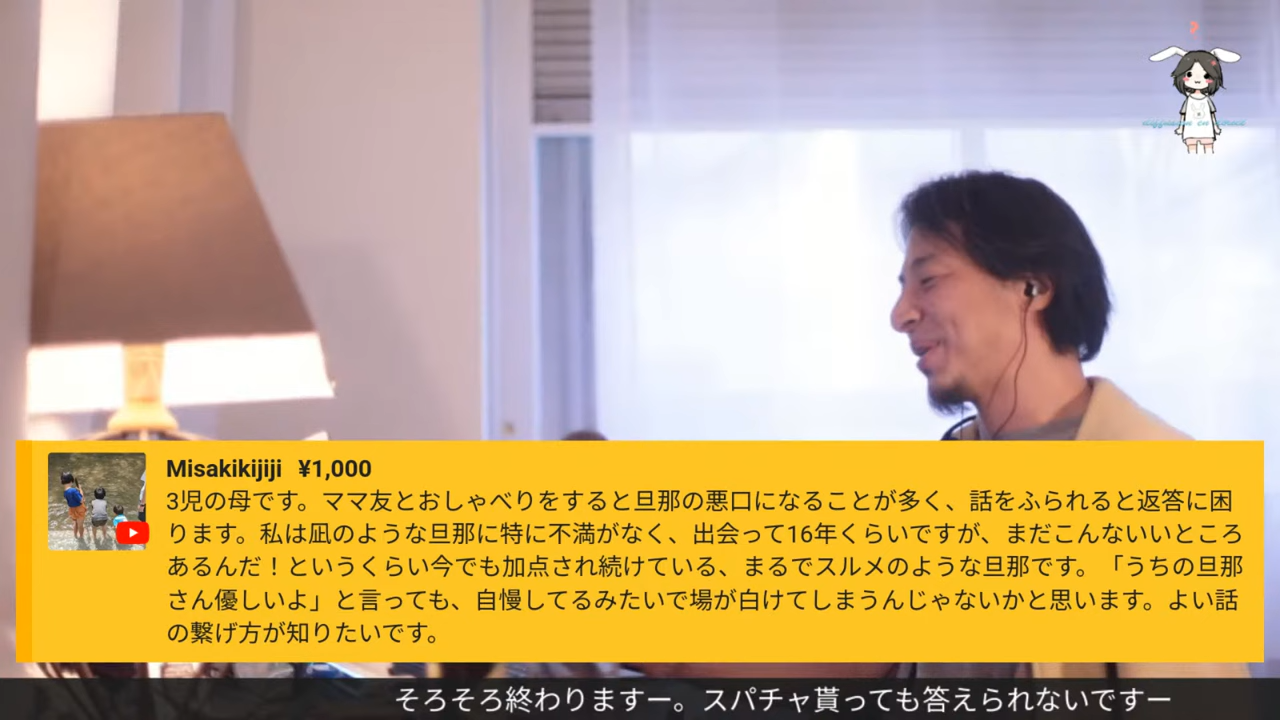 ?
Misakikijiji ¥1,000
3児の母です。ママ友とおしゃべりをすると旦那の悪口になることが多く、話をふられると返答に困
ります。私は凪のような旦那に特に不満がなく、出会って16年くらいですが、まだこんないいところ
あるんだ！というくらい今でも加点され続けている、まるでスルメのような旦那です。「うちの旦那
さん優しいよ」と言っても、自慢してるみたいで場が白けてしまうんじゃないかと思います。よい話
の繋げ方が知りたいです。
そろそろ終わりますー。スパチャ貰っても答えられないですー